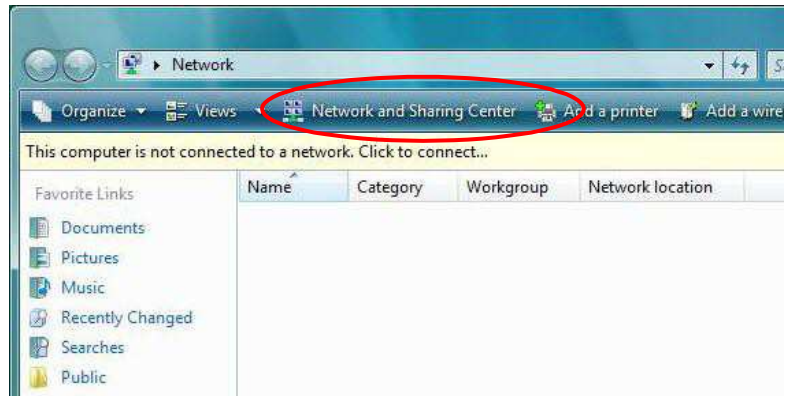 Network
Organize Views Network and Sharing Center Add a printer Add a wire
This computer is not connected to a network. Click to connect...
Favorite Links
Name Category Workgroup Network location
Documents
Pictures
Music
Recently Changed
Searches
Public